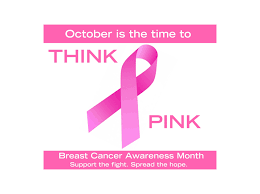 October is the time to
THINK
PINK
Breast Cancer Awareness Month
Support the fight. Spread the hope.